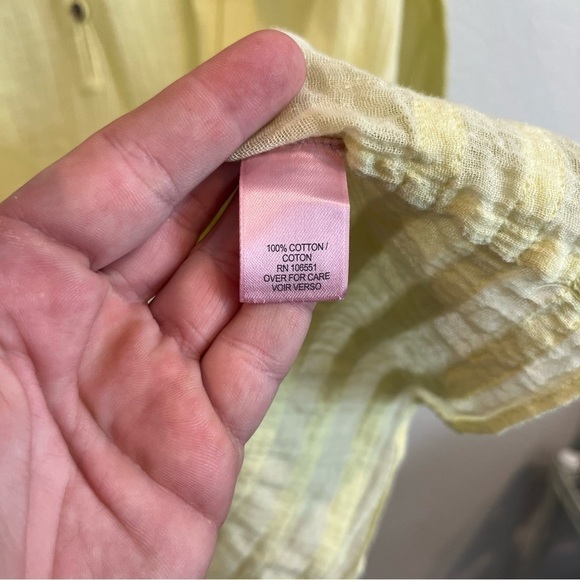 100% COTTON/
COTON
RN 106551
OVER FOR CARE
VOIR VERSO